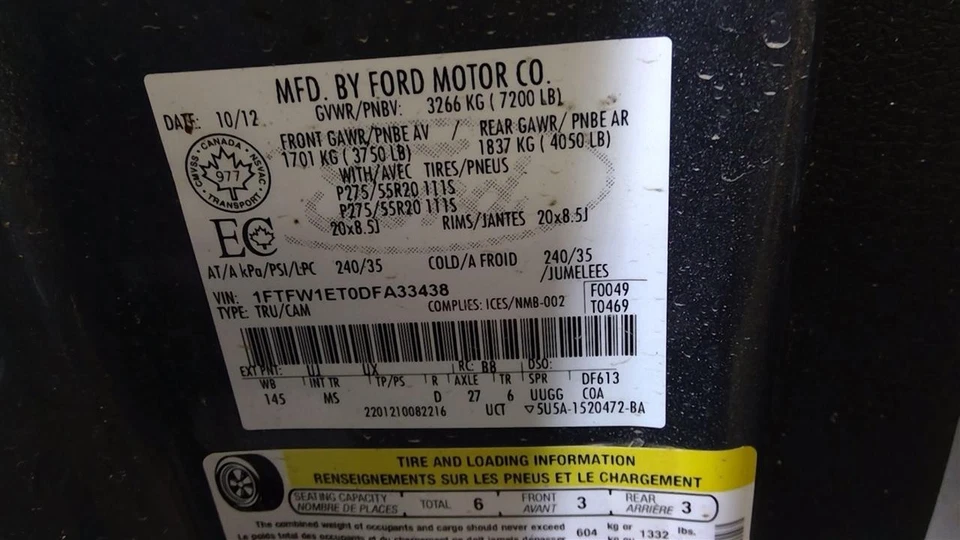 MFD. BY FORD MOTOR CO.
DATE: 10/12 GVWR/PNBV: 3266 KG ( 7200 LB)
FRONT GAWR/PNBE AV / REAR GAWR/ PNBE AR
1701 KG ( 3750 LB) 1837 KG ( 4050 LB)
WITH/AVEC TIRES/PNEUS
P275/55R20 111S
P275/55R20 111S
20x8.5J RIMS/JANTES 20x8.5J
CANADA
CMVSS • NSVAC
977
TRANSPORT
EC
AT/A kPa/PSI/LPC 240/35 COLD/A FROID 240/35
/JUMELEES
VIN: 1FTFW1ET0DFA33438 F0049
TYPE: TRU/CAM COMPLIES: ICES/NMB-002 T0469
EXT PNT: UJ UX RC: BB DSO:
WB INT TR TP/PS R AXLE TR SPR DF613
145 MS D 27 6 UUGG COA
2201210082216 UCT ▽5U5A-1520472-BA
TIRE AND LOADING INFORMATION
RENSEIGNEMENTS SUR LES PNEUS ET LE CHARGEMENT
SEATING CAPACITY
NOMBRE DE PLACES TOTAL 6 FRONT AVANT 3 REAR ARRIÈRE 3
The combined weight of occupants and cargo should never exceed 604 kg or 1332 lbs.